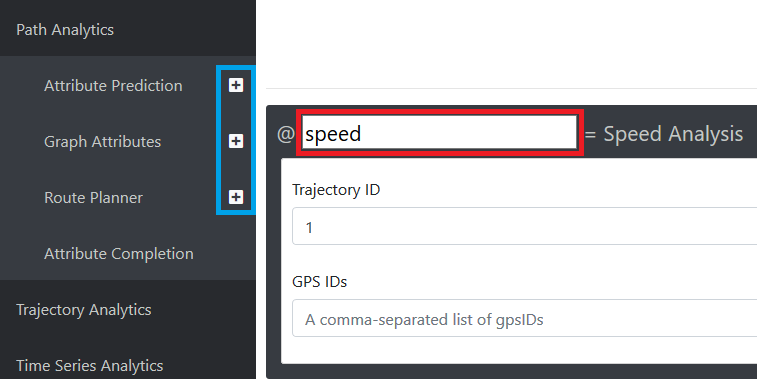 Path Analytics
Attribute Prediction
Graph Attributes
Route Planner
Attribute Completion
Trajectory Analytics
Time Series Analytics
@ speed = Speed Analysis
Trajectory ID
1
GPS IDs
A comma-separated list of gpsIDs